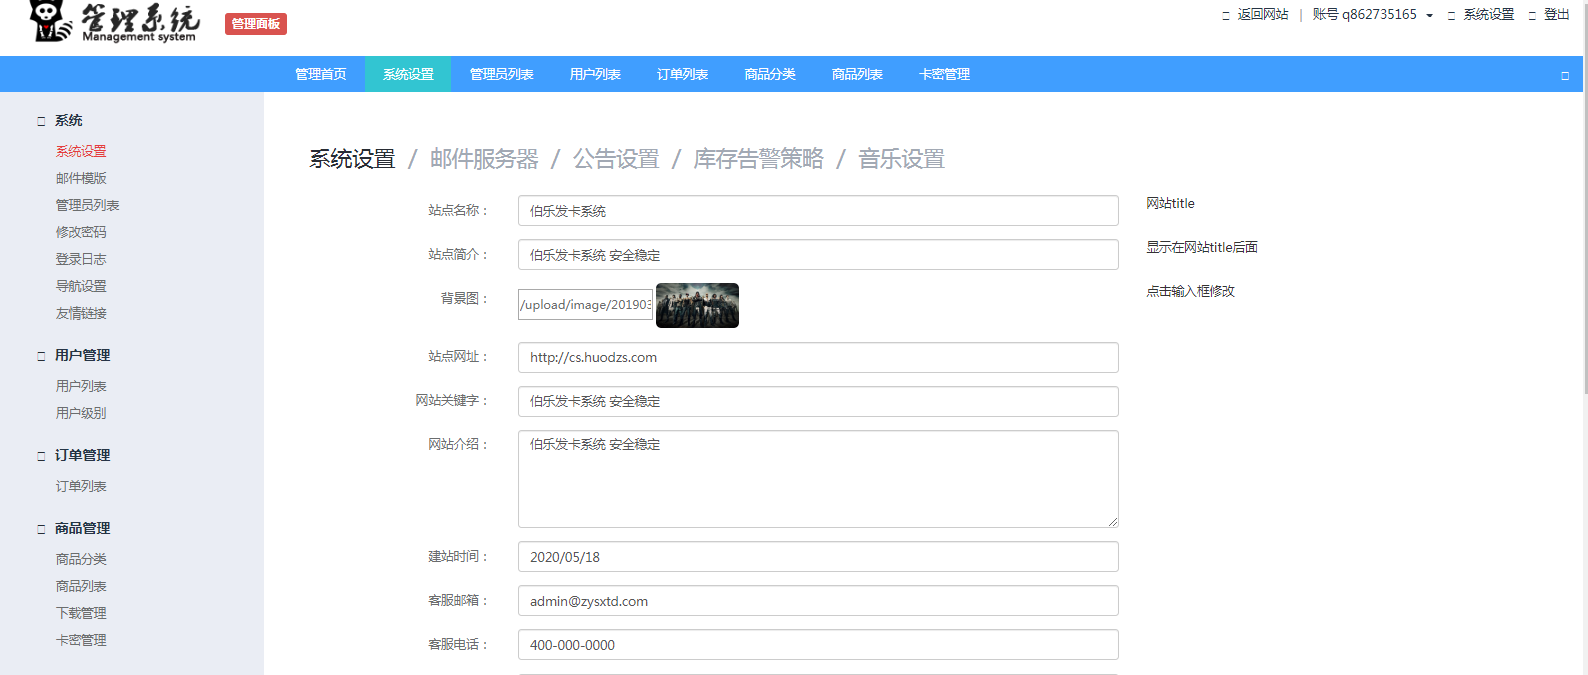 管理系统
Management system
管理面板
返回网站 | 账号 q862735165 系统设置 登出
管理首页 系统设置 管理员列表 用户列表 订单列表 商品分类 商品列表 卡密管理
系统
系统设置
邮件模版
管理员列表
修改密码
登录日志
导航设置
友情链接
用户管理
用户列表
用户级别
订单管理
订单列表
商品管理
商品分类
商品列表
下载管理
卡密管理
系统设置 / 邮件服务器 / 公告设置 / 库存告警策略 / 音乐设置
站点名称： 伯乐发卡系统 网站title
站点简介： 伯乐发卡系统 安全稳定 显示在网站title后面
背景图： /upload/image/201903 点击输入框修改
站点网址： http://cs.huodzs.com
网站关键字： 伯乐发卡系统 安全稳定
网站介绍： 伯乐发卡系统 安全稳定
建站时间： 2020/05/18
客服邮箱： admin@zysxtd.com
客服电话： 400-000-0000